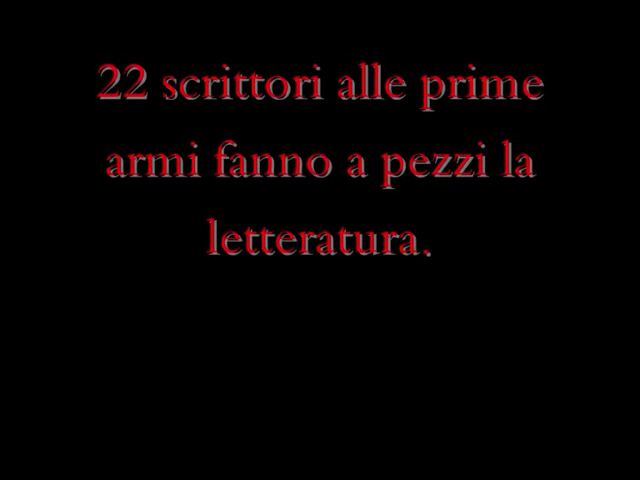 22 scrittori alle prime
armi fanno a pezzi la
letteratura.